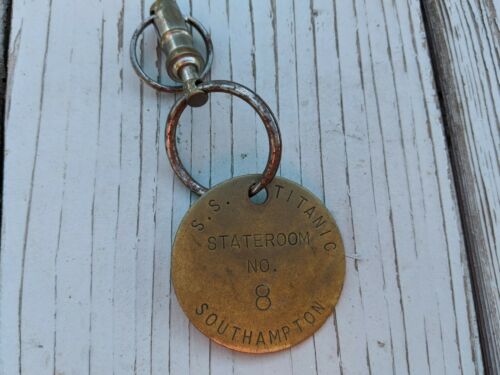 S.S. TITANIC
STATEROOM
NO.
8
SOUTHAMPTON